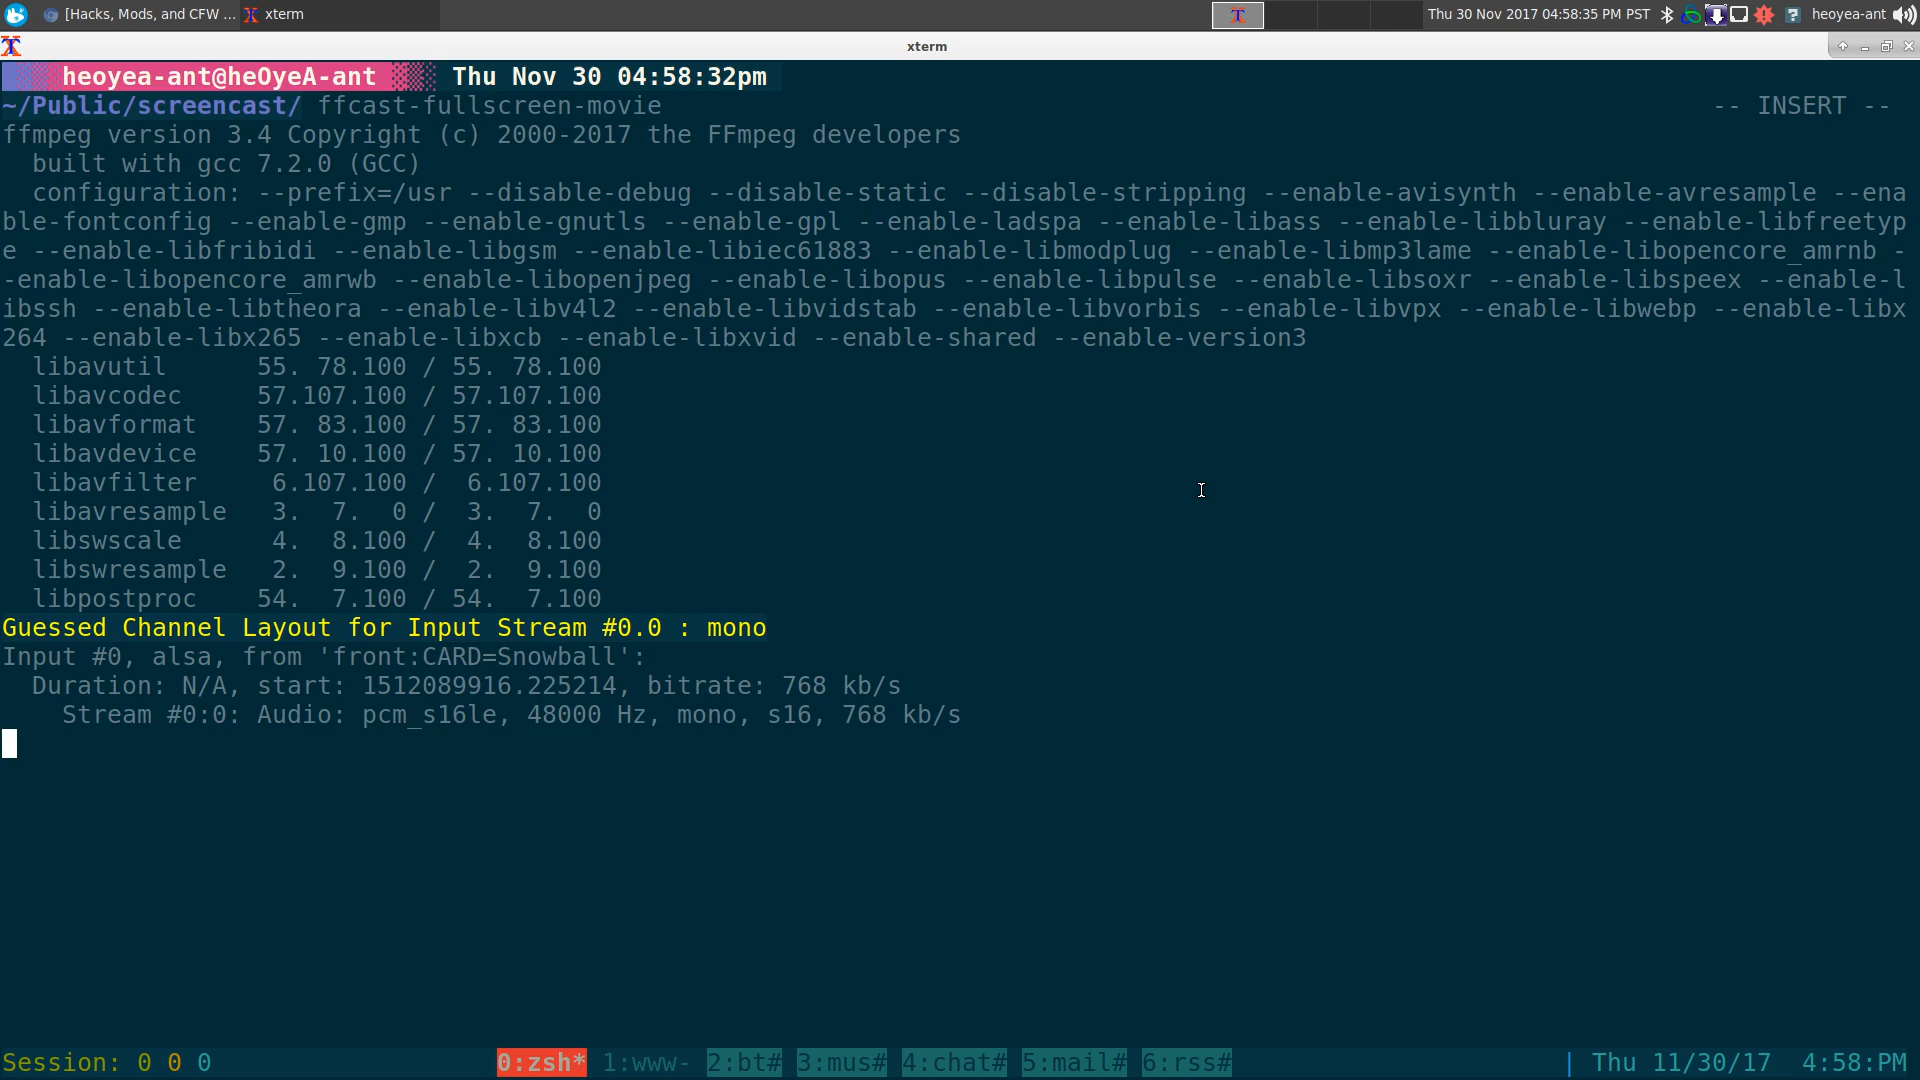 [Hacks, Mods, and CFW ... xterm Thu 30 Nov 2017 04:58:35 PM PST heoyea-ant
xterm
heoyea-ant@heOyeA-ant Thu Nov 30 04:58:32pm
~/Public/screencast/ ffcast-fullscreen-movie -- INSERT --
ffmpeg version 3.4 Copyright (c) 2000-2017 the FFmpeg developers
  built with gcc 7.2.0 (GCC)
  configuration: --prefix=/usr --disable-debug --disable-static --disable-stripping --enable-avisynth --enable-avresample --ena
ble-fontconfig --enable-gmp --enable-gnutls --enable-gpl --enable-ladspa --enable-libass --enable-libbluray --enable-libfreetyp
e --enable-libfribidi --enable-libgsm --enable-libiec61883 --enable-libmodplug --enable-libmp3lame --enable-libopencore_amrnb -
-enable-libopencore_amrwb --enable-libopenjpeg --enable-libopus --enable-libpulse --enable-libsoxr --enable-libspeex --enable-l
ibssh --enable-libtheora --enable-libv4l2 --enable-libvidstab --enable-libvorbis --enable-libvpx --enable-libwebp --enable-libx
264 --enable-libx265 --enable-libxcb --enable-libxvid --enable-shared --enable-version3
  libavutil      55. 78.100 / 55. 78.100
  libavcodec     57.107.100 / 57.107.100
  libavformat    57. 83.100 / 57. 83.100
  libavdevice    57. 10.100 / 57. 10.100
  libavfilter     6.107.100 /  6.107.100
  libavresample   3.  7.  0 /  3.  7.  0
  libswscale      4.  8.100 /  4.  8.100
  libswresample   2.  9.100 /  2.  9.100
  libpostproc    54.  7.100 / 54.  7.100
Guessed Channel Layout for Input Stream #0.0 : mono
Input #0, alsa, from 'front:CARD=Snowball':
  Duration: N/A, start: 1512089916.225214, bitrate: 768 kb/s
    Stream #0:0: Audio: pcm_s16le, 48000 Hz, mono, s16, 768 kb/s
Session: 0 0 0 0:zsh* 1:www- 2:bt# 3:mus# 4:chat# 5:mail# 6:rss# | Thu 11/30/17 4:58:PM